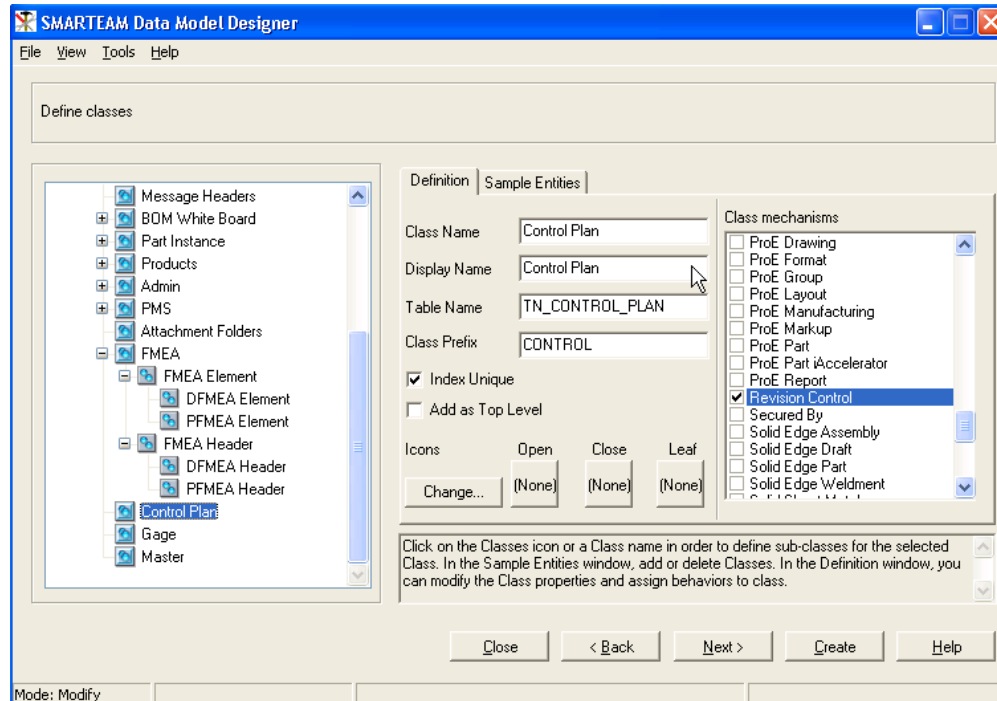 SMARTEAM Data Model Designer
File View Tools Help
Define classes
Message Headers
BOM White Board
Part Instance
Products
Admin
PMS
Attachment Folders
FMEA
FMEA Element
DFMEA Element
PFMEA Element
FMEA Header
DFMEA Header
PFMEA Header
Control Plan
Gage
Master
Definition
Sample Entities
Class Name
Control Plan
Display Name
Control Plan
Table Name
TN_CONTROL_PLAN
Class Prefix
CONTROL
Index Unique
Add as Top Level
Icons
Open
Close
Leaf
Change...
(None)
(None)
(None)
Class mechanisms
ProE Drawing
ProE Format
ProE Group
ProE Layout
ProE Manufacturing
ProE Markup
ProE Part
ProE Part iAccelerator
ProE Report
Revision Control
Secured By
Solid Edge Assembly
Solid Edge Draft
Solid Edge Part
Solid Edge Weldment
Click on the Classes icon or a Class name in order to define sub-classes for the selected
Class. In the Sample Entities window, add or delete Classes. In the Definition window, you
can modify the Class properties and assign behaviors to class.
Close
< Back
Next >
Create
Help
Mode: Modify